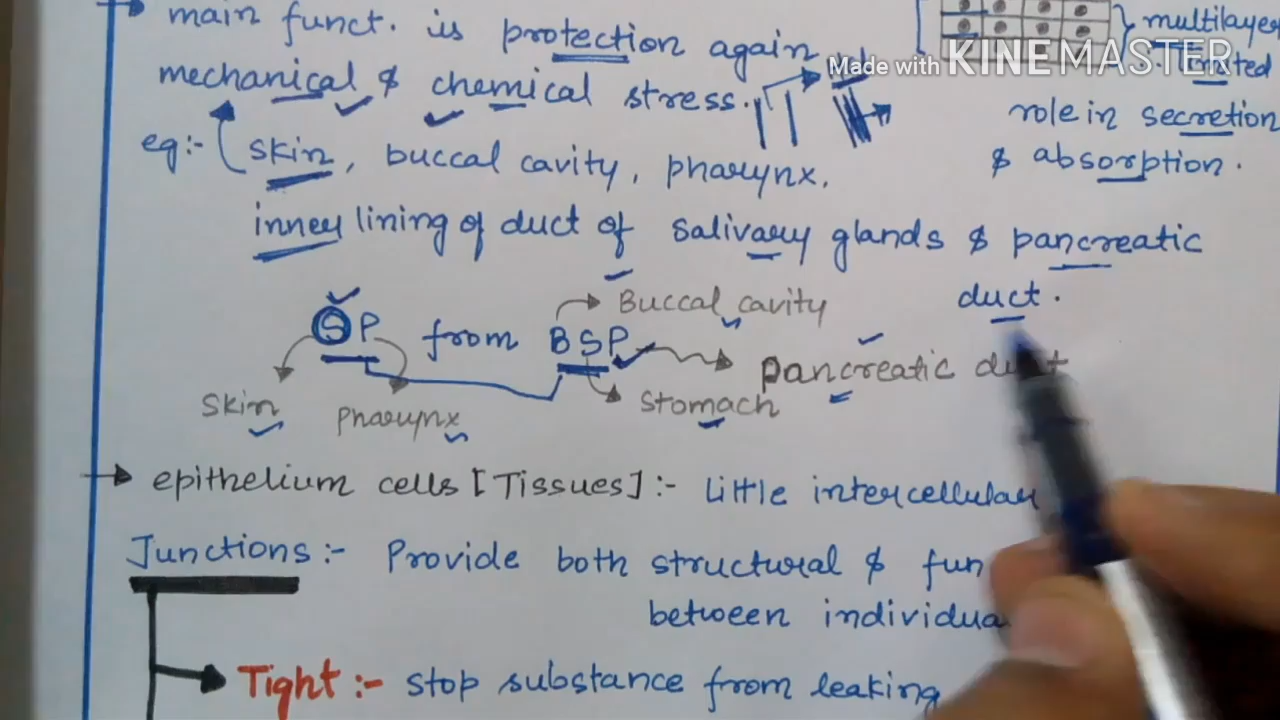 main funct. is protection again
mechanical & chemical stress.
eg:- skin, buccal cavity, pharynx.
inner lining of duct of salivary glands & pancreatic
duct.
multilayer
. Limited
role in secretion
& absorption.
Made with KINEMASTER
SP from BSP
Buccal cavity
pancreatic duct
Stomach
Skin
Pharynx
epithelium cells [Tissues]:- Little intercellular
Junctions:- Provide both structural & fun
between individua
Tight:- stop substance from leaking